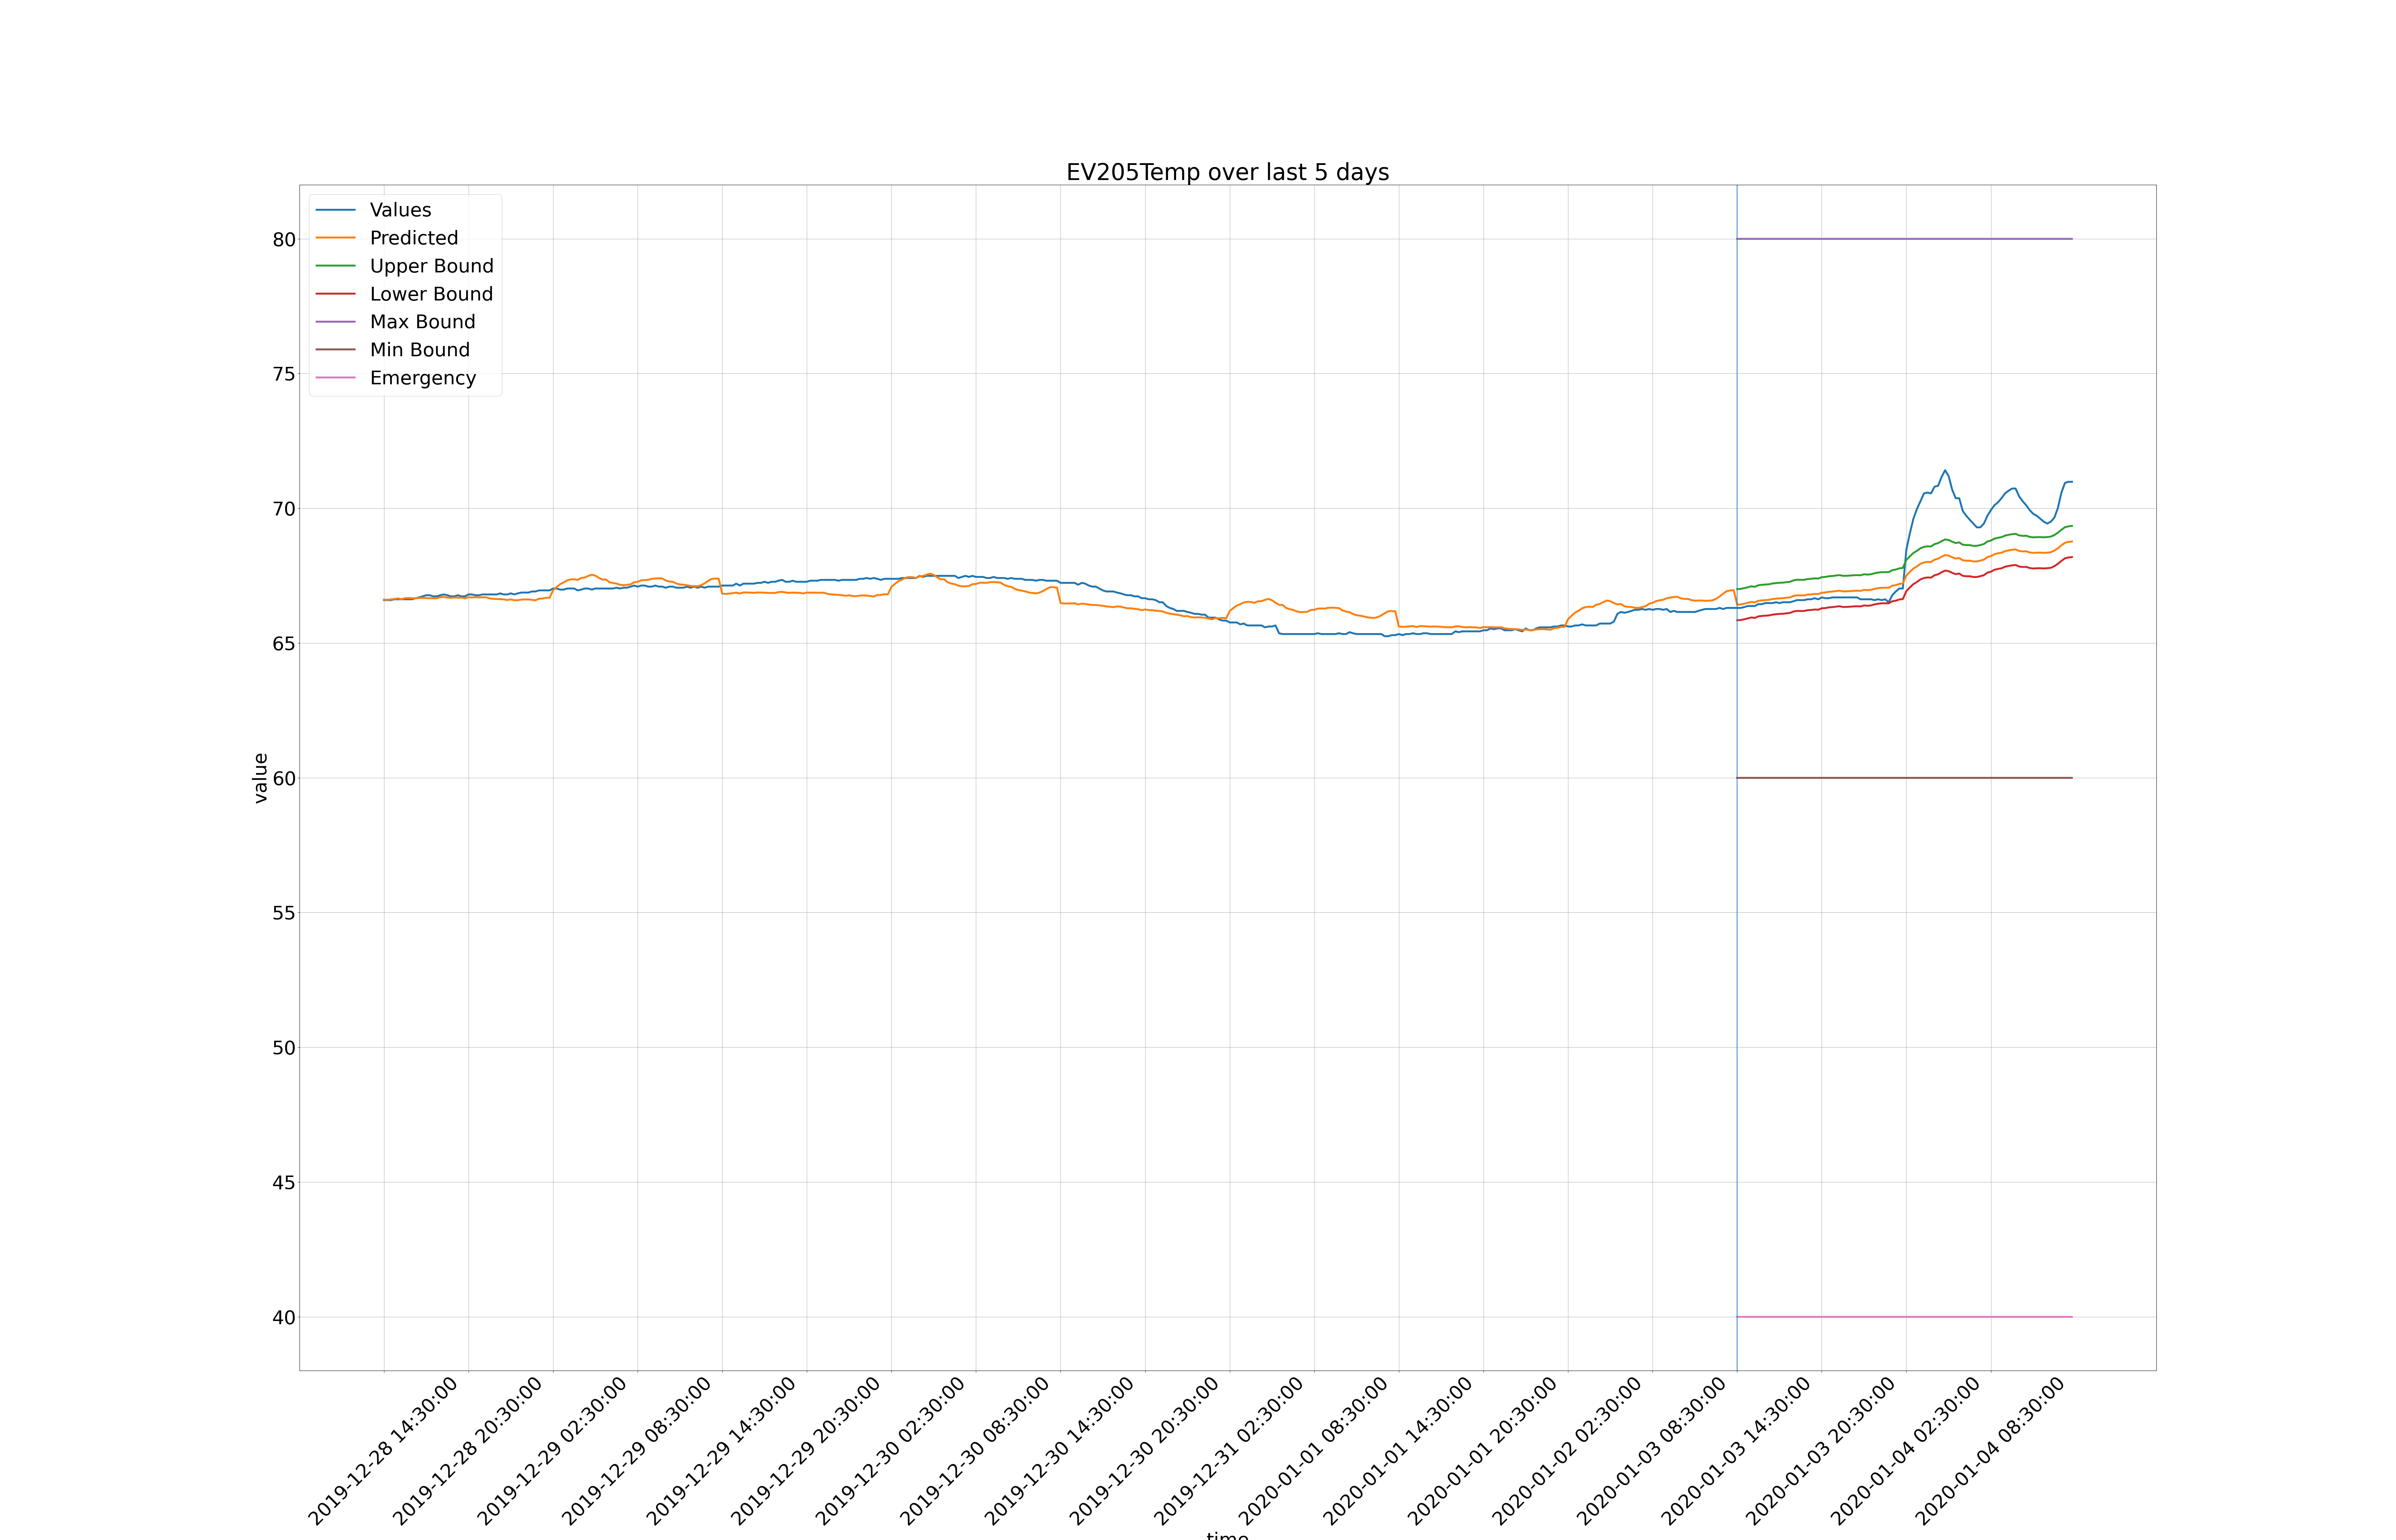 EV205Temp over last 5 days
Values
Predicted
Upper Bound
Lower Bound
Max Bound
Min Bound
Emergency
80
75
70
65
60
55
50
45
40
value
2019-12-28 14:30:00
2019-12-28 20:30:00
2019-12-29 02:30:00
2019-12-29 08:30:00
2019-12-29 14:30:00
2019-12-29 20:30:00
2019-12-30 02:30:00
2019-12-30 08:30:00
2019-12-30 14:30:00
2019-12-30 20:30:00
2019-12-31 02:30:00
2020-01-01 08:30:00
2020-01-01 14:30:00
2020-01-01 20:30:00
2020-01-02 02:30:00
2020-01-03 08:30:00
2020-01-03 14:30:00
2020-01-03 20:30:00
2020-01-04 02:30:00
2020-01-04 08:30:00
time